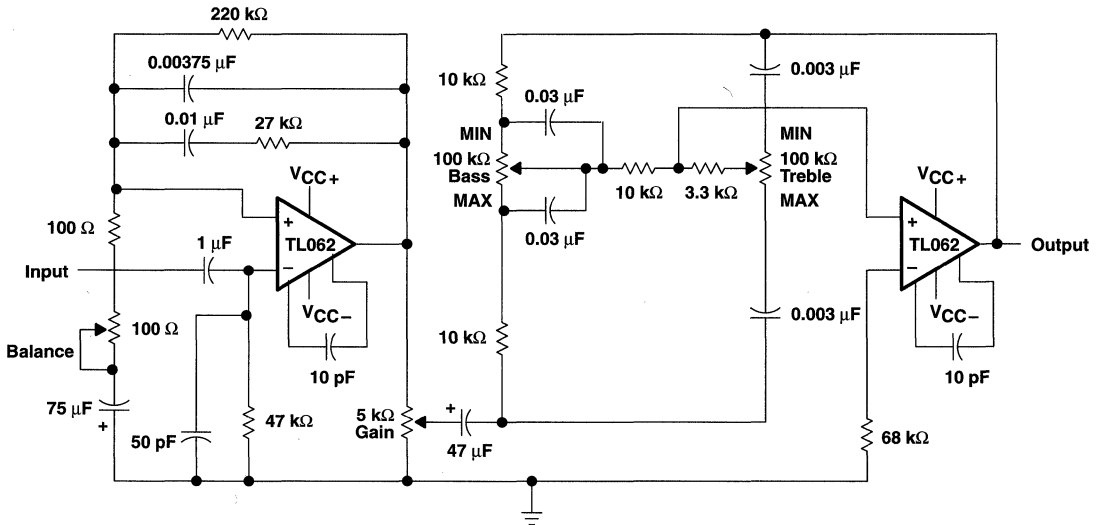 220 kΩ
0.00375 µF
0.01 µF
27 kΩ
VCC+
100 Ω
+
TL062
−
1 µF
Input
VCC−
100 Ω
Balance
10 pF
75 µF
+
50 pF
47 kΩ
5 kΩ
Gain
+
47 µF
10 kΩ
0.03 µF
MIN
100 kΩ
Bass
MAX
0.03 µF
10 kΩ
3.3 kΩ
10 kΩ
0.003 µF
MIN
100 kΩ
Treble
MAX
0.003 µF
VCC+
+
TL062
−
VCC−
Output
10 pF
68 kΩ